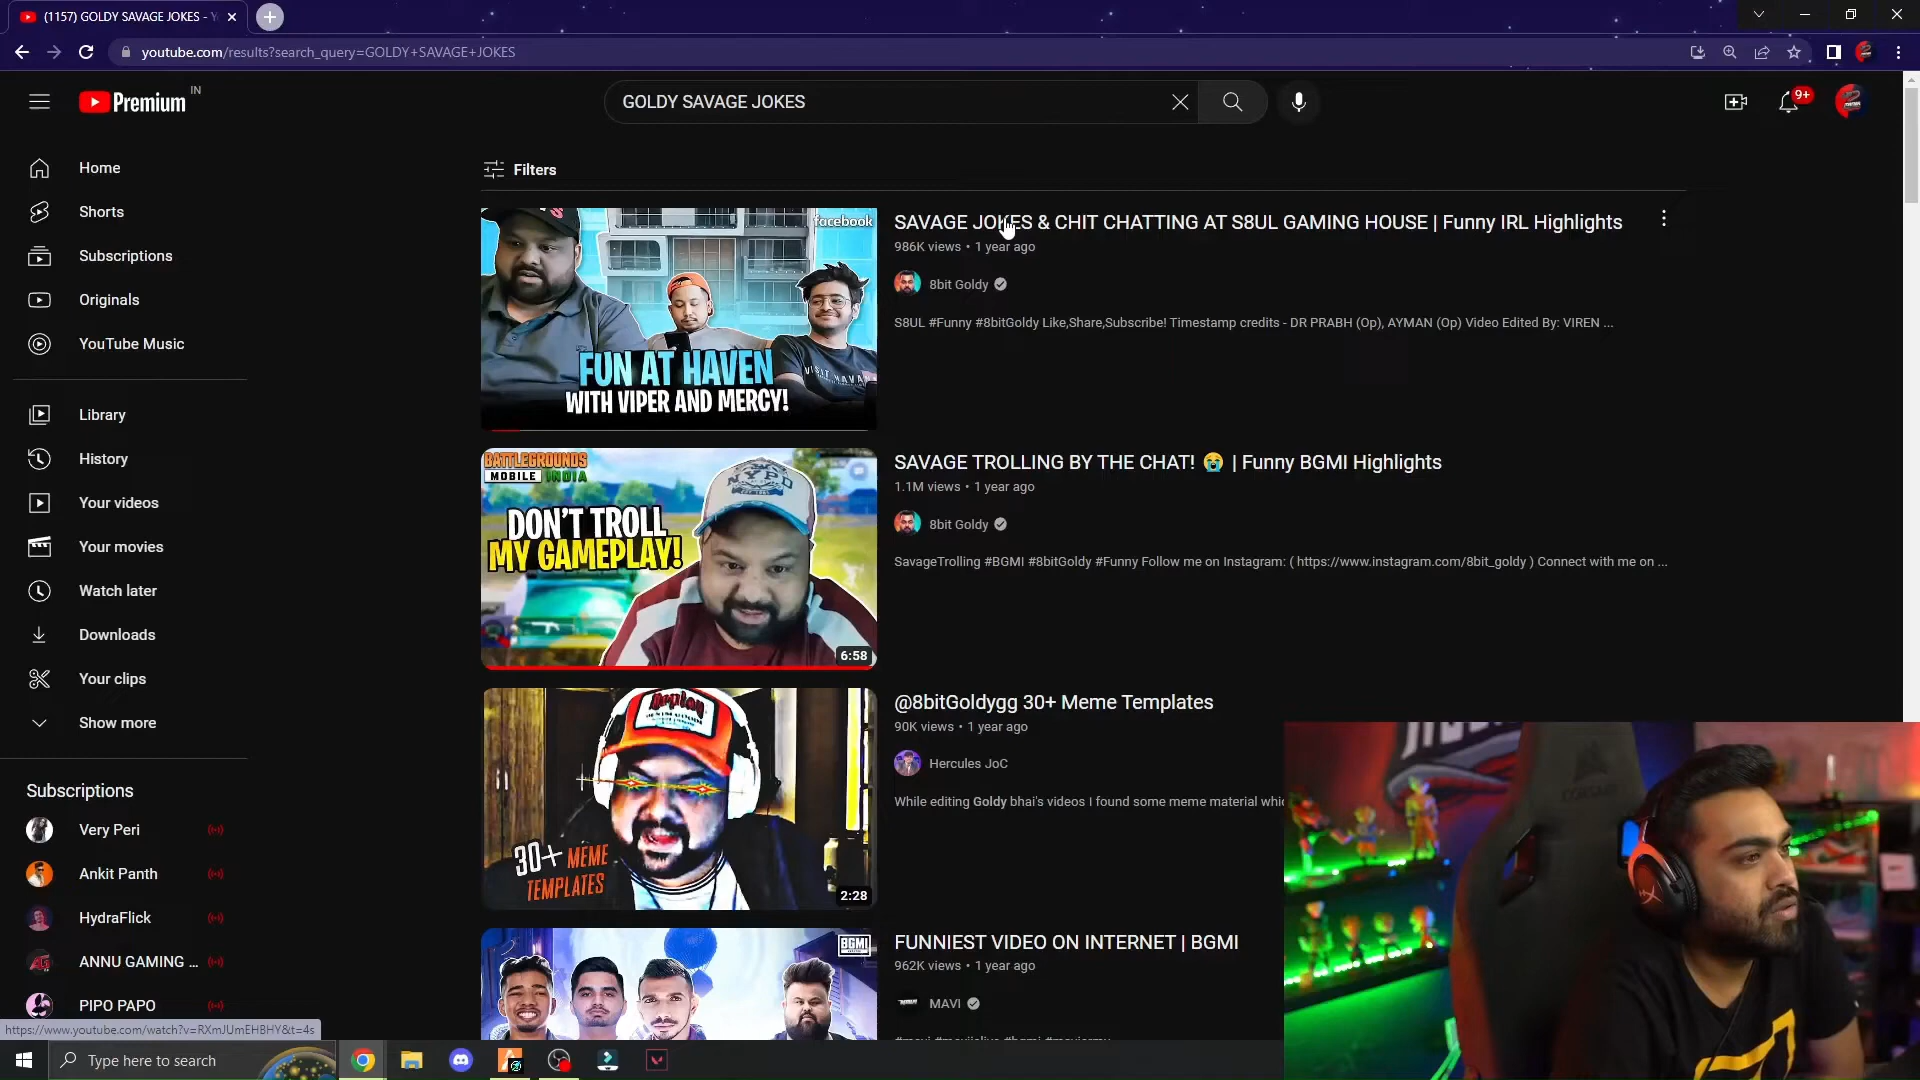 (1157) GOLDY SAVAGE JOKES - Y
youtube.com/results?search_query=GOLDY+SAVAGE+JOKES
Premium IN
GOLDY SAVAGE JOKES
9+
Home
Shorts
Subscriptions
Originals
YouTube Music
Library
History
Your videos
Your movies
Watch later
Downloads
Your clips
Show more
Subscriptions
Very Peri
Ankit Panth
HydraFlick
ANNU GAMING ...
PIPO PAPO
https://www.youtube.com/watch?v=RXmJUmEHBHY&t=4s
Filters
facebook
FUN AT HAVEN
WITH VIPER AND MERCY!
SAVAGE JOKES & CHIT CHATTING AT S8UL GAMING HOUSE | Funny IRL Highlights
986K views • 1 year ago
8bit Goldy
S8UL #Funny #8bitGoldy Like,Share,Subscribe! Timestamp credits - DR PRABH (Op), AYMAN (Op) Video Edited By: VIREN ...
BATTLEGROUNDS
MOBILE INDIA
NYPD
DON'T TROLL
MY GAMEPLAY!
6:58
SAVAGE TROLLING BY THE CHAT! 😭 | Funny BGMI Highlights
1.1M views • 1 year ago
8bit Goldy
SavageTrolling #BGMI #8bitGoldy #Funny Follow me on Instagram: ( https://www.instagram.com/8bit_goldy ) Connect with me on ...
30+ MEME
TEMPLATES
2:28
@8bitGoldygg 30+ Meme Templates
90K views • 1 year ago
Hercules JoC
While editing Goldy bhai's videos I found some meme material whic
BGMI
FUNNIEST VIDEO ON INTERNET | BGMI
962K views • 1 year ago
MAVI
Type here to search